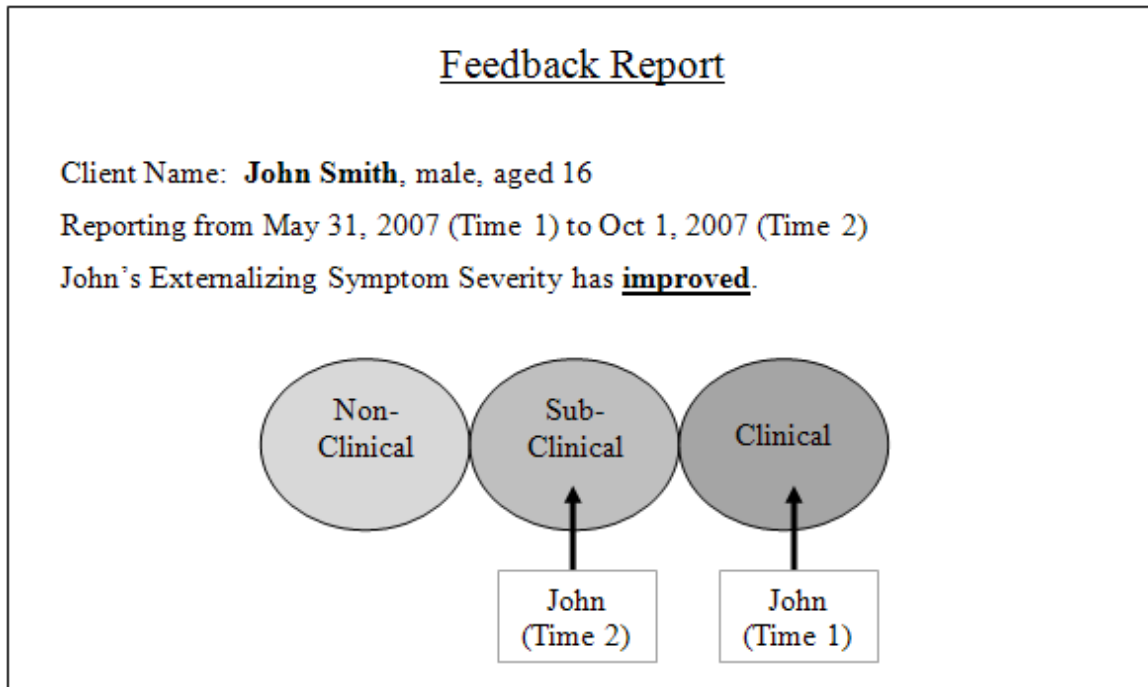 Feedback Report
Client Name:  John Smith, male, aged 16
Reporting from May 31, 2007 (Time 1) to Oct 1, 2007 (Time 2)
John’s Externalizing Symptom Severity has improved.
Non-
Clinical
Sub-
Clinical
Clinical
John
(Time 2)
John
(Time 1)